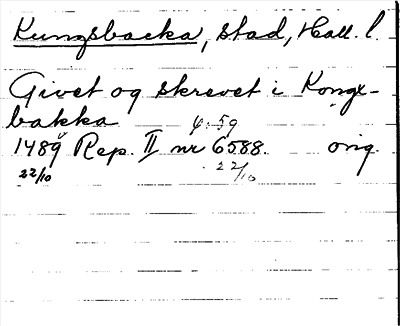 Kungsbacka, stad, Hall. l.
Givet og skrevet i Kongx-
bakka
4:59
1489 Rep. II nr 6588. orig.
22/10 22/10